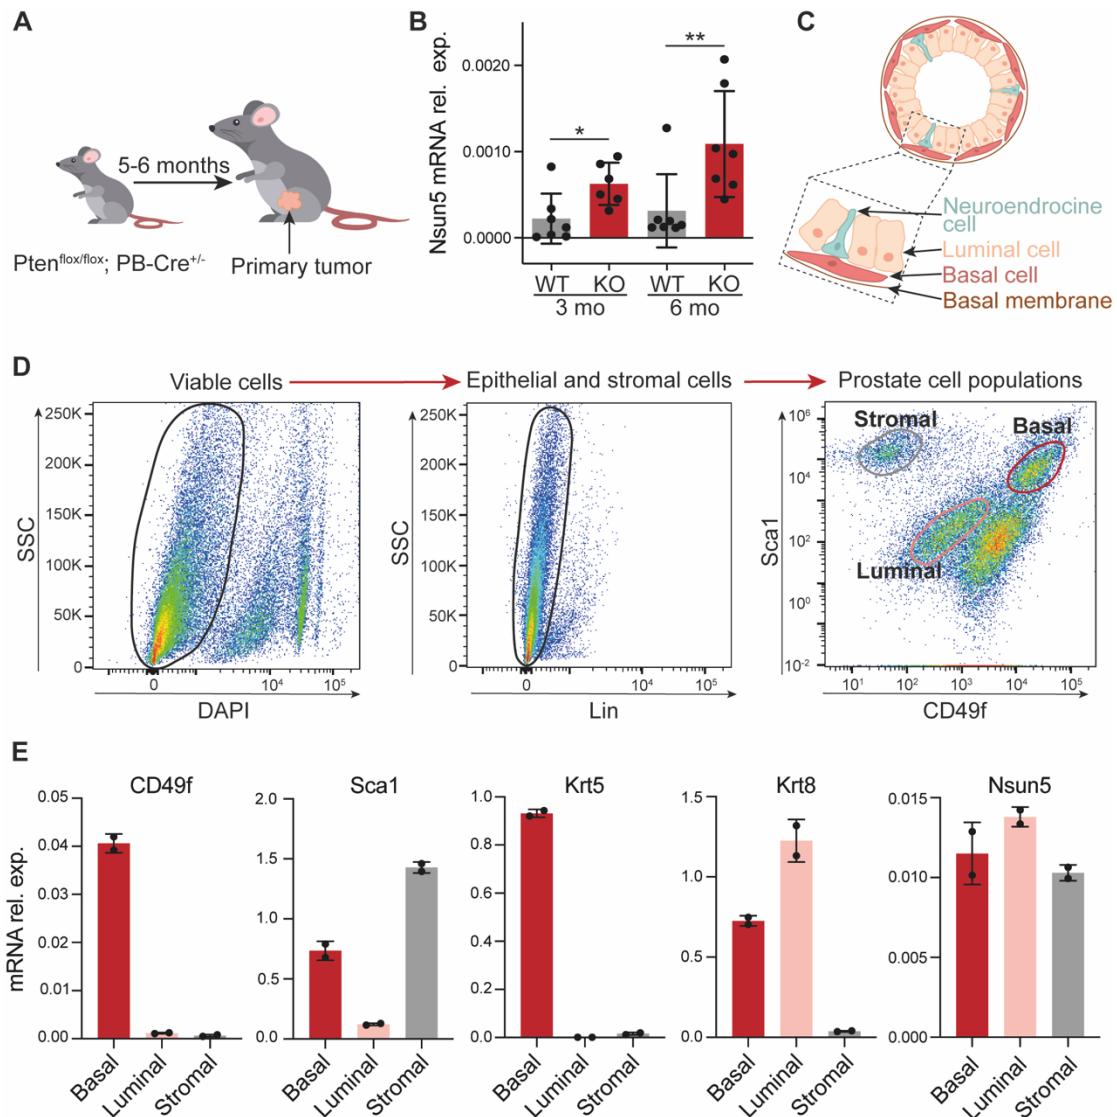 A
5-6 months
Pten^flox/flox; PB-Cre^+/-
Primary tumor
B
Nsun5 mRNA rel. exp.
0.0020
0.0010
0.0000
*
**
WT KO WT KO
3 mo 6 mo
C
Neuroendocrine
cell
Luminal cell
Basal cell
Basal membrane
D
Viable cells
Epithelial and stromal cells
Prostate cell populations
SSC
250K
200K
150K
100K
50K
0
0 10^4 10^5
DAPI
SSC
250K
200K
150K
100K
50K
0
0 10^4 10^5
Lin
Sca1
10^6
10^4
10^2
10^0
10^-2
Stromal
Basal
Luminal
10^1 10^2 10^3 10^4 10^5
CD49f
E
mRNA rel. exp.
CD49f
0.05
0.04
0.03
0.02
0.01
0.00
Basal
Luminal
Stromal
Sca1
2.0
1.5
1.0
0.5
0.0
Basal
Luminal
Stromal
Krt5
1.0
0.8
0.6
0.4
0.2
0.0
Basal
Luminal
Stromal
Krt8
1.5
1.0
0.5
0.0
Basal
Luminal
Stromal
Nsun5
0.015
0.010
0.005
0.000
Basal
Luminal
Stromal